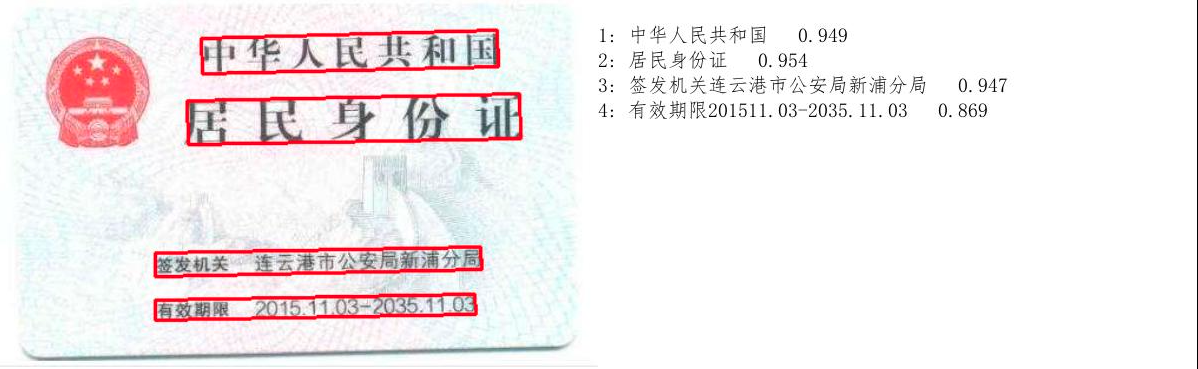 中华人民共和国
居民身份证
签发机关 连云港市公安局新浦分局
有效期限 2015.11.03-2035.11.03
1: 中华人民共和国 0.949
2: 居民身份证 0.954
3: 签发机关连云港市公安局新浦分局 0.947
4: 有效期限201511.03-2035.11.03 0.869